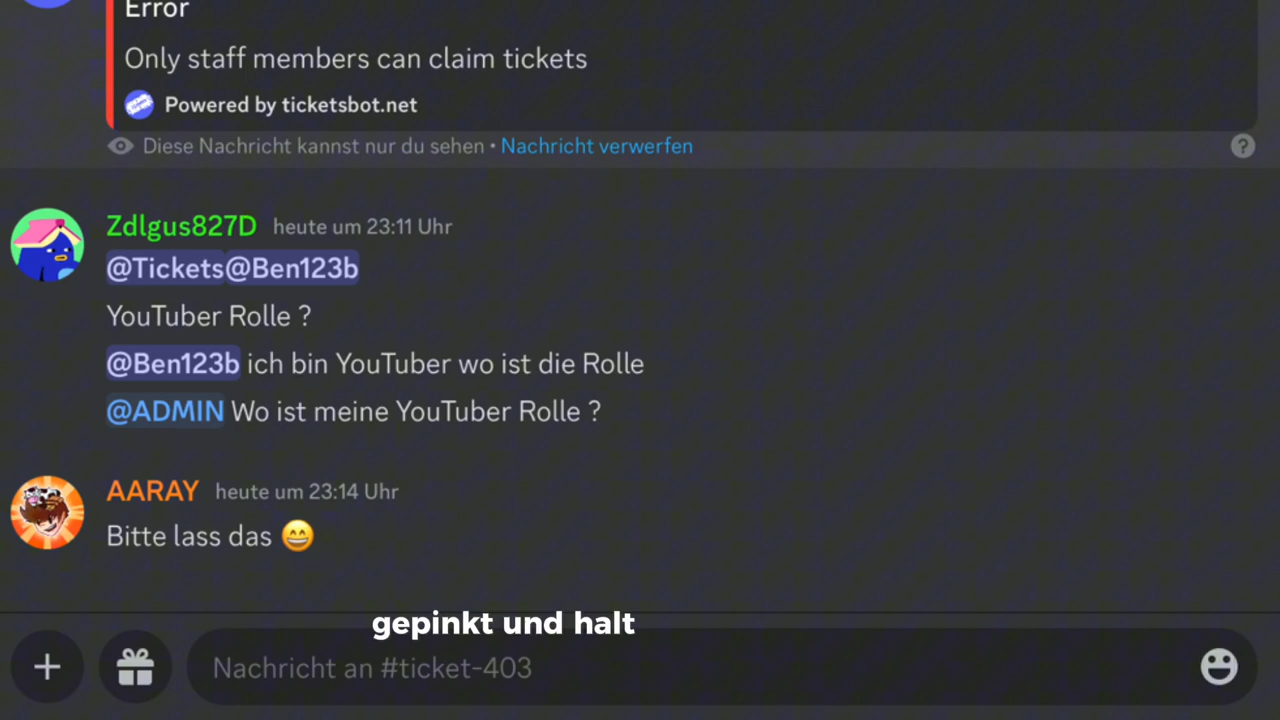 Error
Only staff members can claim tickets
Powered by ticketsbot.net
Diese Nachricht kannst nur du sehen • Nachricht verwerfen
?
Zdlgus827D heute um 23:11 Uhr
@Tickets@Ben123b
YouTuber Rolle ?
@Ben123b ich bin YouTuber wo ist die Rolle
@ADMIN Wo ist meine YouTuber Rolle ?
AARAY heute um 23:14 Uhr
Bitte lass das 😄
gepinkt und halt
Nachricht an #ticket-403